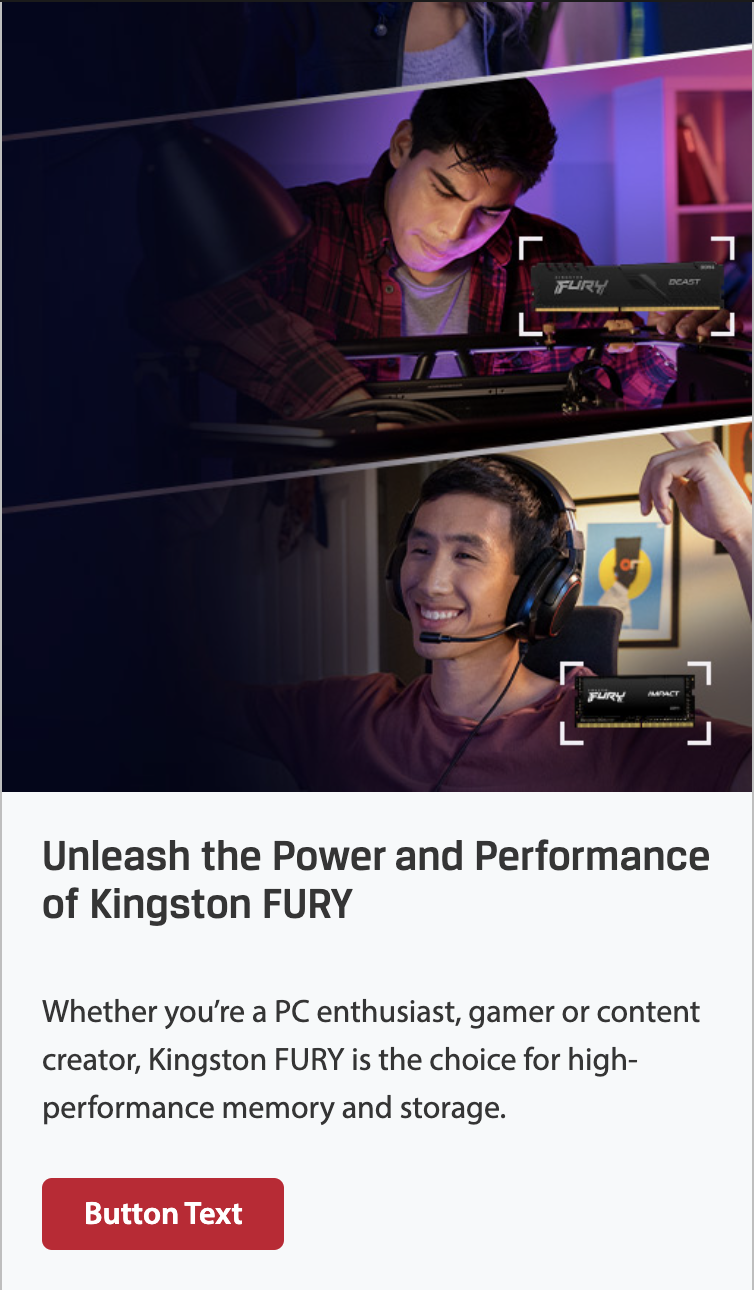 FURY
BEAST
FURY
IMPACT
Unleash the Power and Performance
of Kingston FURY
Whether you’re a PC enthusiast, gamer or content
creator, Kingston FURY is the choice for high-
performance memory and storage.
Button Text